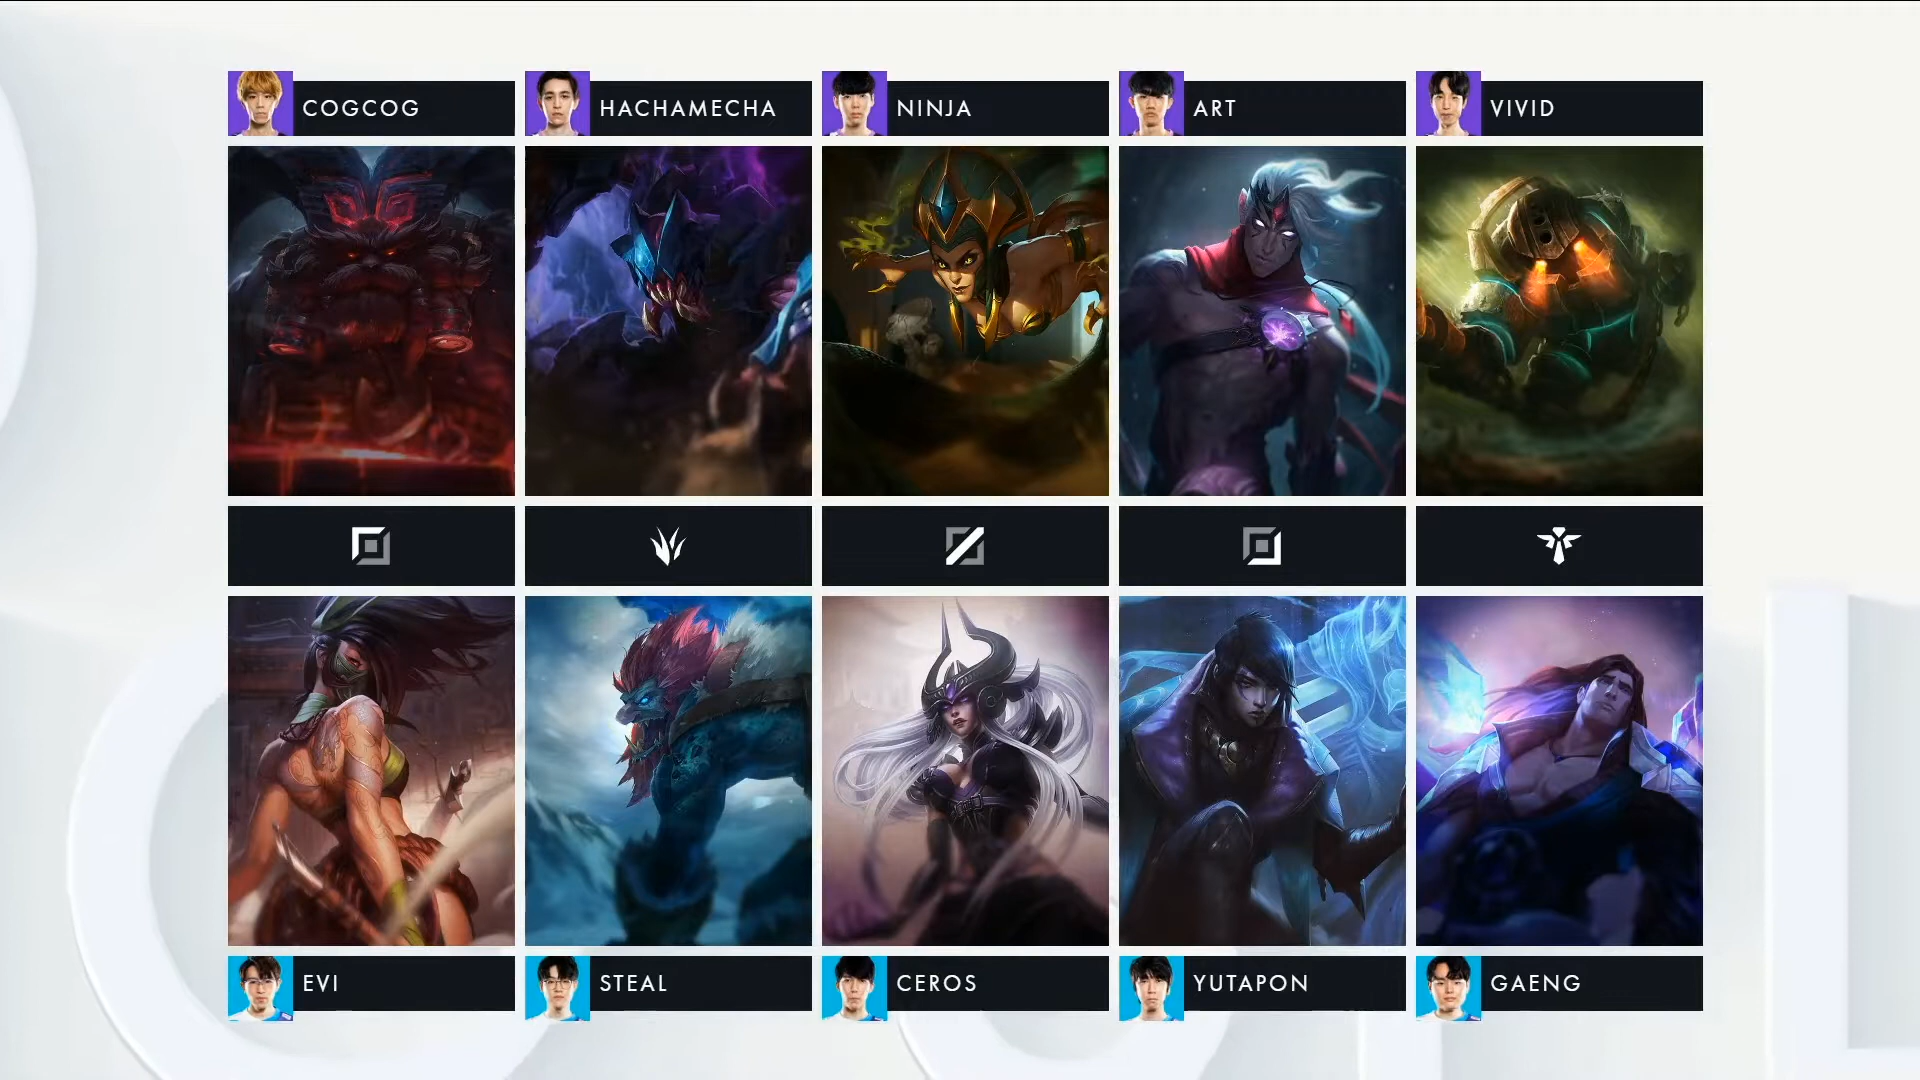 COGCOG
HACHAMECHA
NINJA
ART
VIVID
EVI
STEAL
CEROS
YUTAPON
GAENG